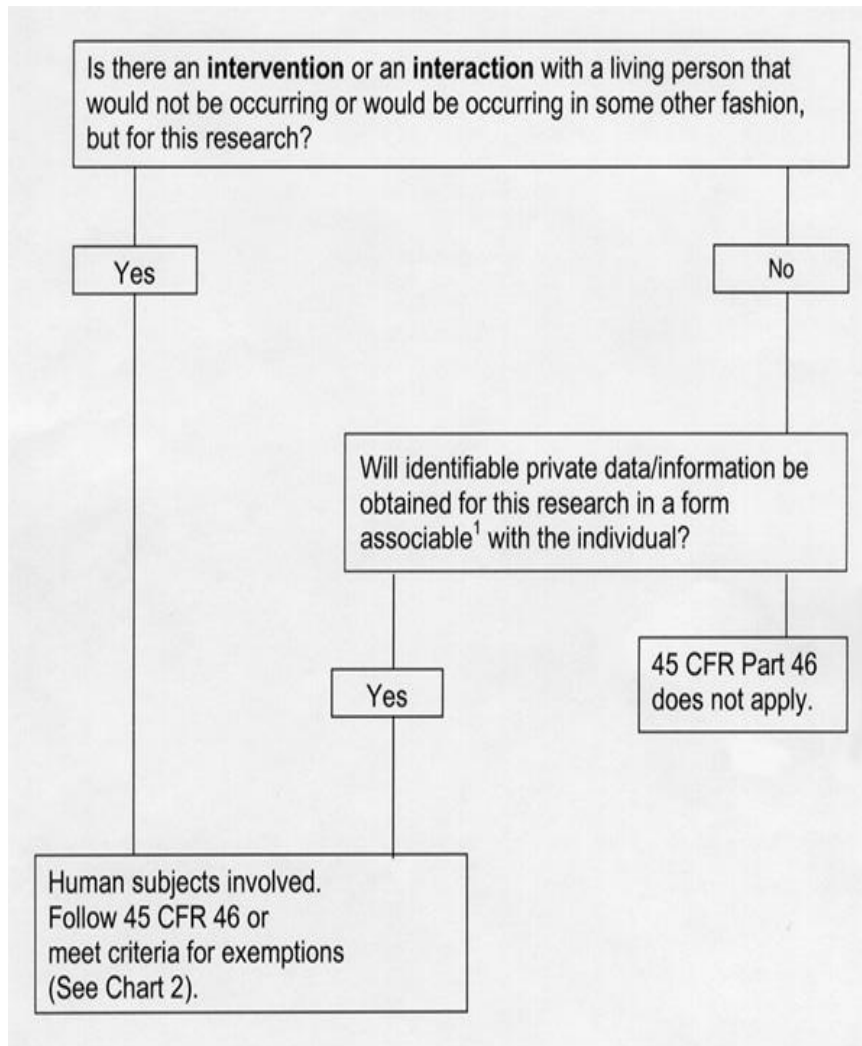 Is there an intervention or an interaction with a living person that
would not be occurring or would be occurring in some other fashion,
but for this research?
Yes
No
Will identifiable private data/information be
obtained for this research in a form
associable¹ with the individual?
Yes
45 CFR Part 46
does not apply.
Human subjects involved.
Follow 45 CFR 46 or
meet criteria for exemptions
(See Chart 2).